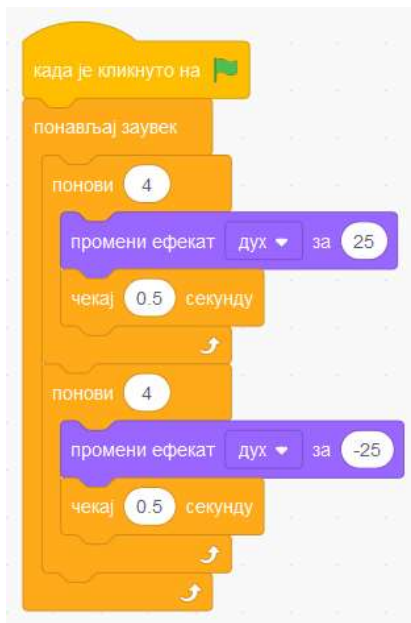 када је кликнуто на
понављај заувек
понови 4
промени ефекат дух за 25
чекај 0.5 секунду
понови 4
промени ефекат дух за -25
чекај 0.5 секунду